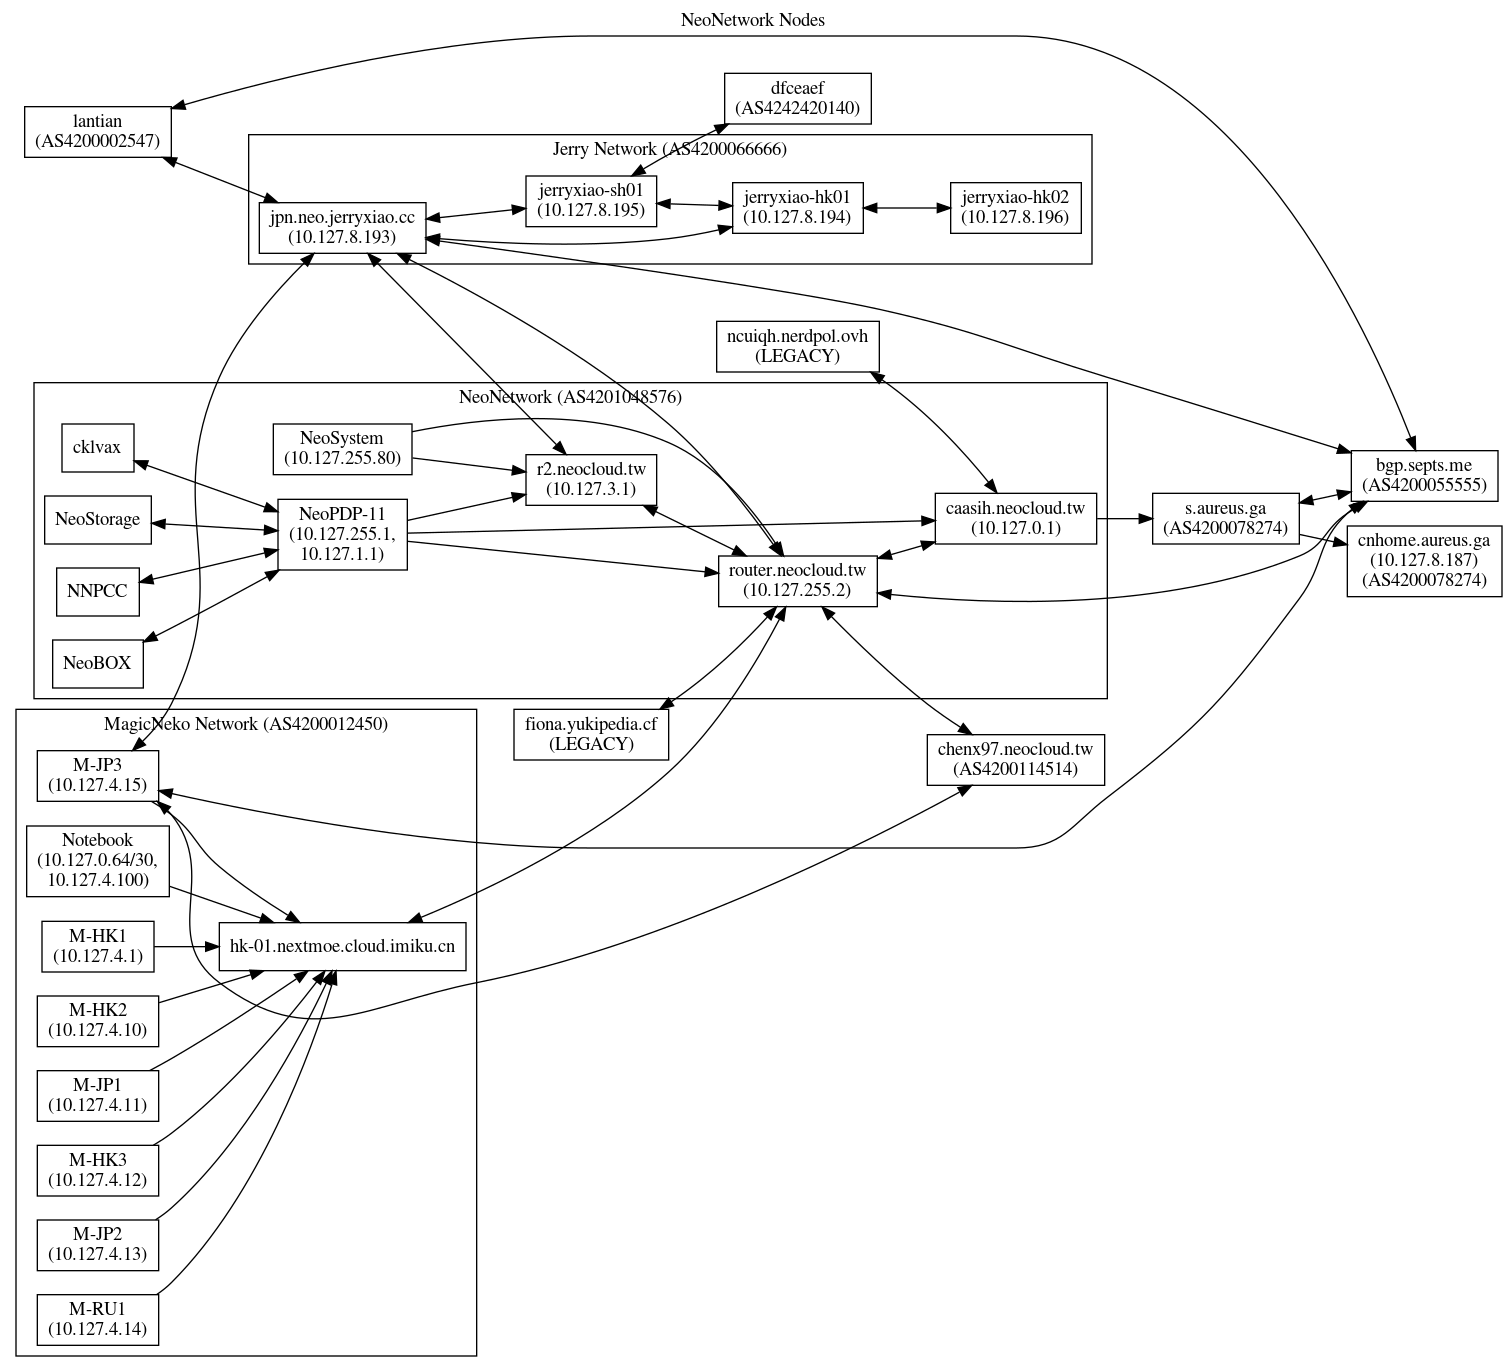 NeoNetwork Nodes
dfceaef
(AS4242420140)
lantian
(AS4200002547)
Jerry Network (AS4200066666)
jerryxiao-sh01
(10.127.8.195)
jerryxiao-hk01
(10.127.8.194)
jerryxiao-hk02
(10.127.8.196)
jpn.neo.jerryxiao.cc
(10.127.8.193)
ncuiqh.nerdpol.ovh
(LEGACY)
NeoNetwork (AS4201048576)
cklvax
NeoSystem
(10.127.255.80)
r2.neocloud.tw
(10.127.3.1)
bgp.septs.me
(AS4200055555)
NeoStorage
NeoPDP-11
(10.127.255.1,
10.127.1.1)
caasih.neocloud.tw
(10.127.0.1)
s.aureus.ga
(AS4200078274)
cnhome.aureus.ga
(10.127.8.187)
(AS4200078274)
NNPCC
router.neocloud.tw
(10.127.255.2)
NeoBOX
MagicNeko Network (AS4200012450)
fiona.yukipedia.cf
(LEGACY)
chenx97.neocloud.tw
(AS4200114514)
M-JP3
(10.127.4.15)
Notebook
(10.127.0.64/30,
10.127.4.100)
M-HK1
(10.127.4.1)
hk-01.nextmoe.cloud.imiku.cn
M-HK2
(10.127.4.10)
M-JP1
(10.127.4.11)
M-HK3
(10.127.4.12)
M-JP2
(10.127.4.13)
M-RU1
(10.127.4.14)